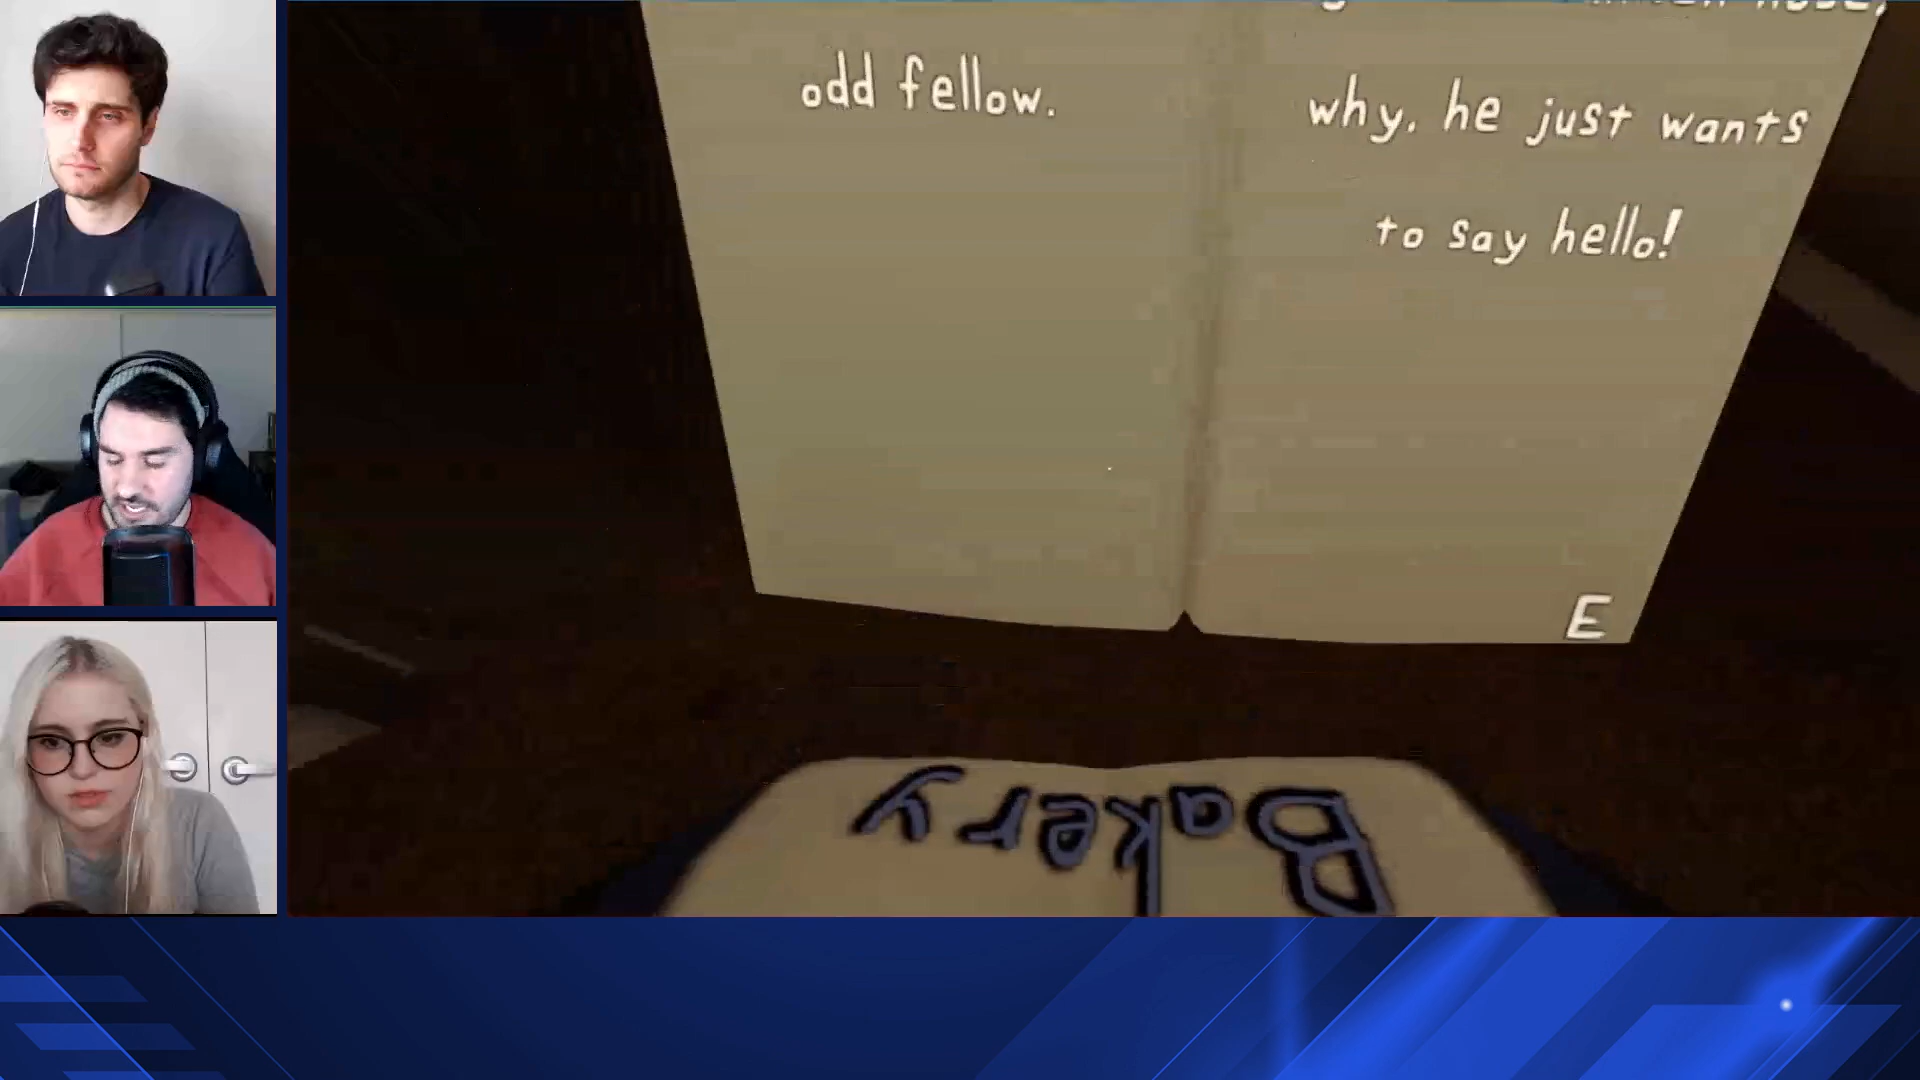 odd fellow.
why, he just wants
to say hello!
E
Bakery